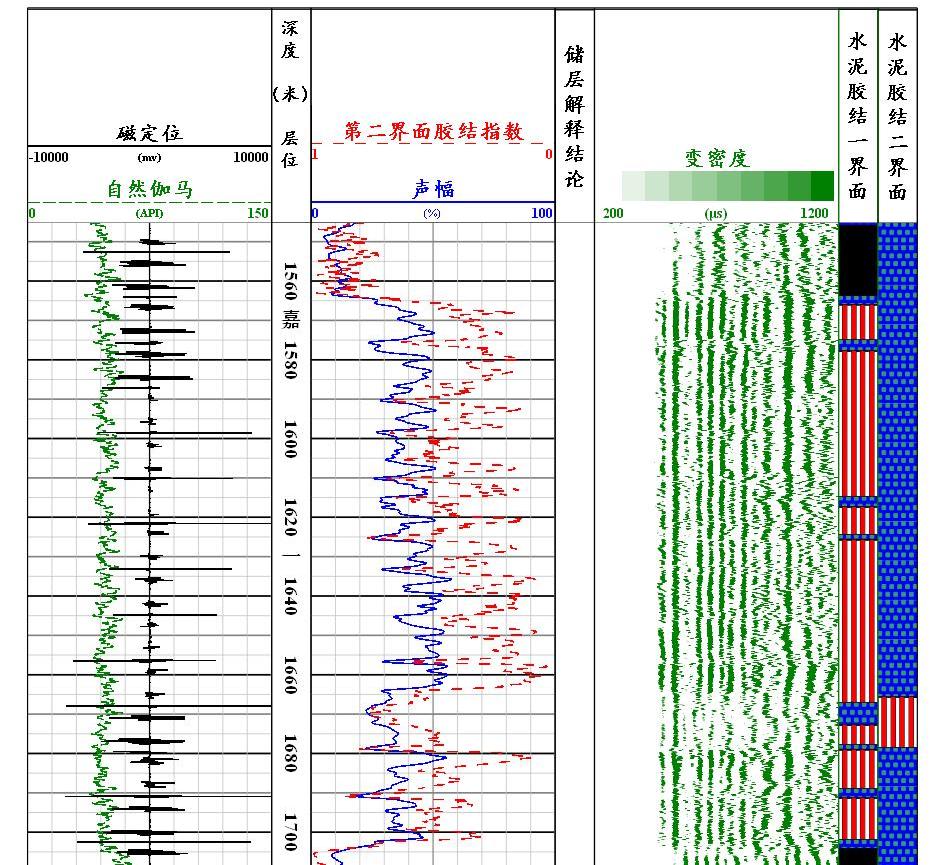 磁定位
-10000 (mv) 10000
自然伽马
0 (API) 150
深度
(米)
层位
第二界面胶结指数
1 0
声幅
0 (%) 100
储层解释结论
变密度
200 (μs) 1200
水泥胶结一界面
水泥胶结二界面
1560
嘉
1580
1600
1620
一
1640
1660
1680
1700